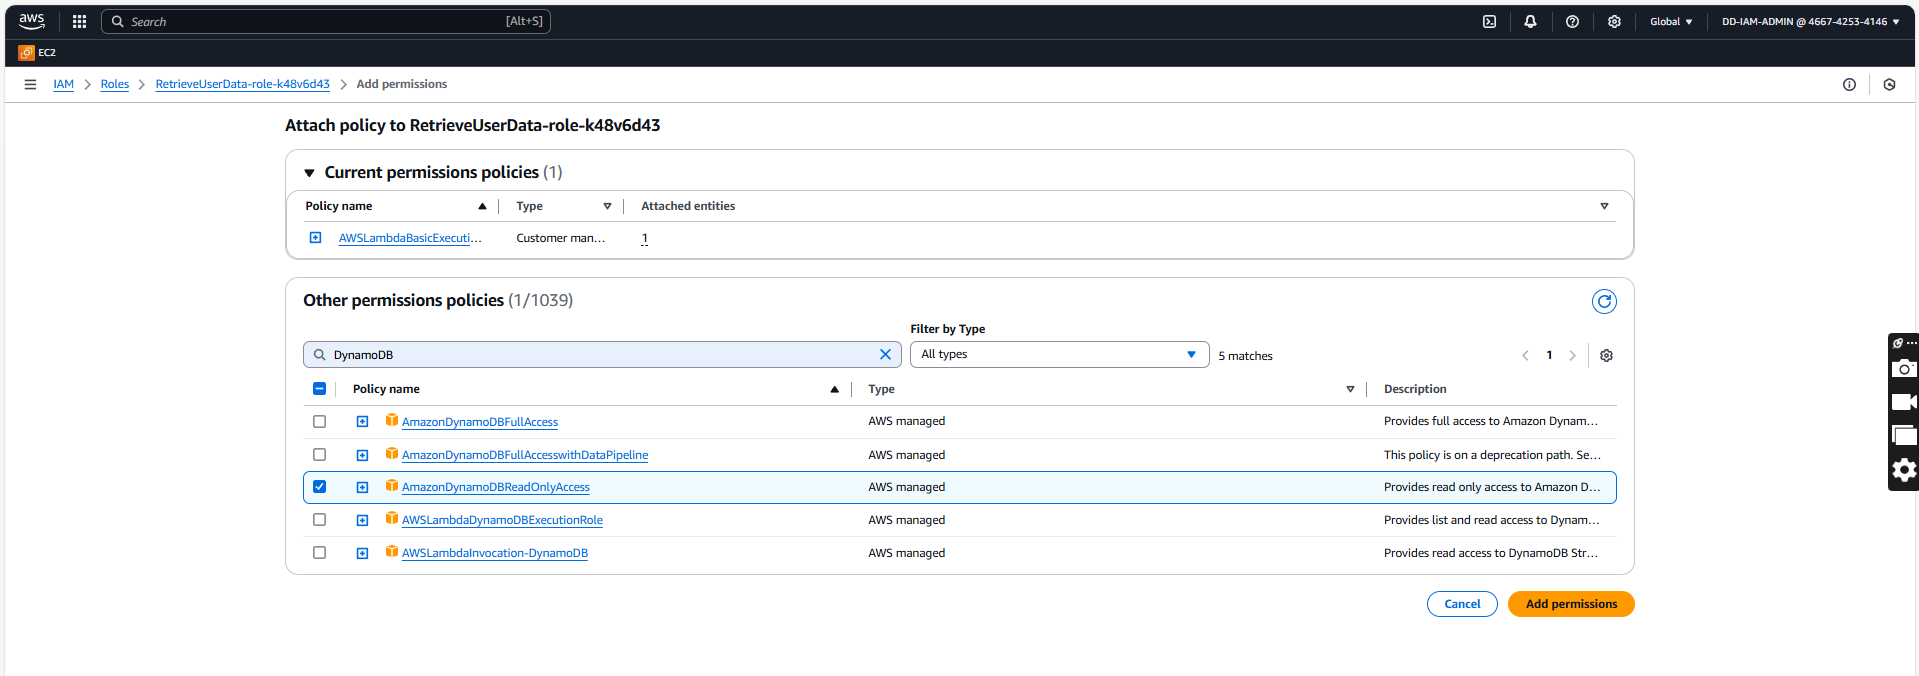 aws
Search [Alt+S]
Global ▼ DD-IAM-ADMIN @ 4667-4253-4146 ▼
EC2
IAM > Roles > RetrieveUserData-role-k48v6d43 > Add permissions
Attach policy to RetrieveUserData-role-k48v6d43
▼ Current permissions policies (1)
Policy name Type Attached entities
AWSLambdaBasicExecuti... Customer man... 1
Other permissions policies (1/1039)
Filter by Type
DynamoDB All types 5 matches 1
Policy name Type Description
AmazonDynamoDBFullAccess AWS managed Provides full access to Amazon Dynam...
AmazonDynamoDBFullAccesswithDataPipeline AWS managed This policy is on a deprecation path. Se...
AmazonDynamoDBReadOnlyAccess AWS managed Provides read only access to Amazon D...
AWSLambdaDynamoDBExecutionRole AWS managed Provides list and read access to Dynam...
AWSLambdaInvocation-DynamoDB AWS managed Provides read access to DynamoDB Str...
Cancel Add permissions